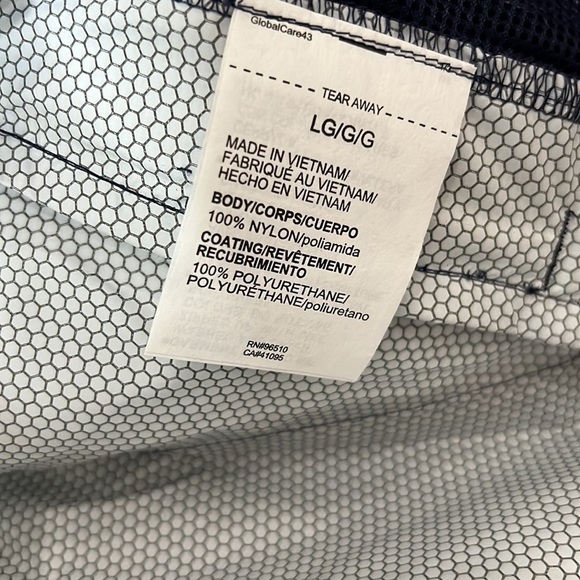 GlobalCare43
TEAR AWAY
LG/G/G
MADE IN VIETNAM/
FABRIQUÉ AU VIETNAM/
HECHO EN VIETNAM
BODY/CORPS/CUERPO
100% NYLON/poliamida
COATING/REVÊTEMENT/
RECUBRIMIENTO
100% POLYURETHANE/
POLYURÉTHANE/poliuretano
RN#96510
CA#41095